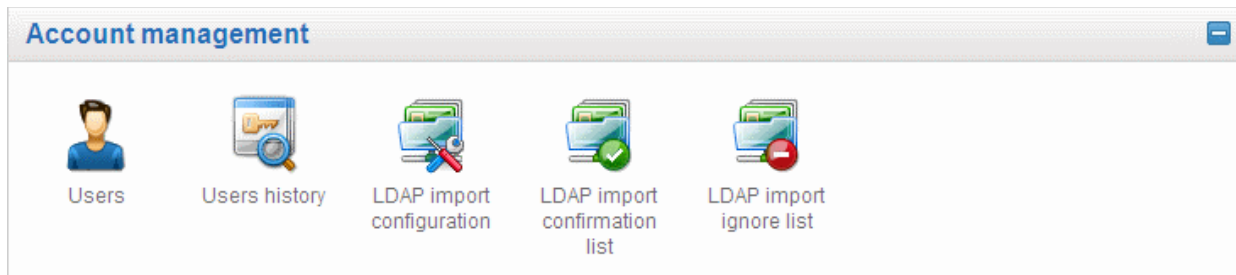 Account management
Users
Users history
LDAP import
configuration
LDAP import
confirmation
list
LDAP import
ignore list